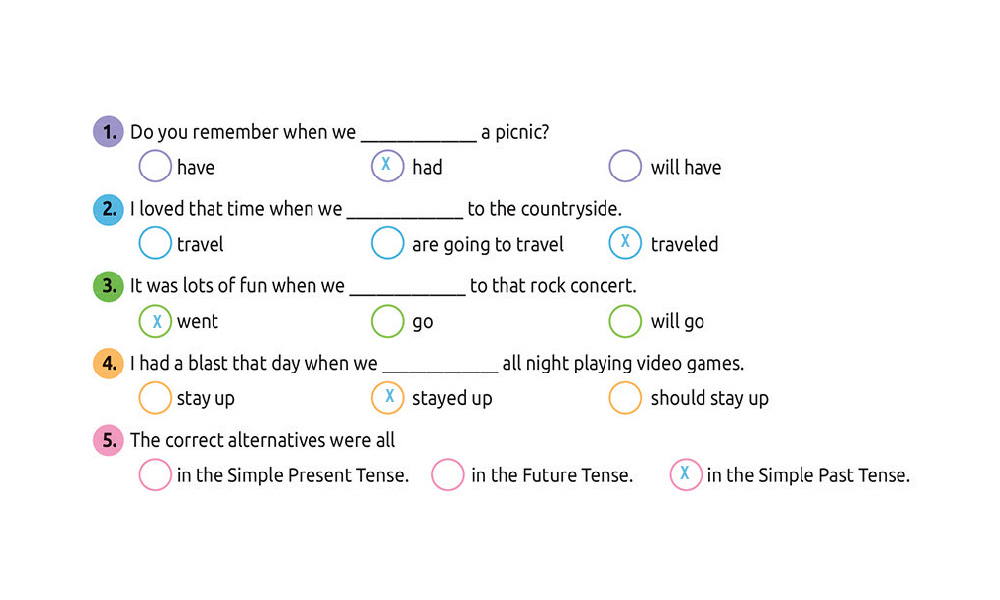 1. Do you remember when we ____________ a picnic?
have X had will have
2. I loved that time when we ____________ to the countryside.
travel are going to travel X traveled
3. It was lots of fun when we ____________ to that rock concert.
X went go will go
4. I had a blast that day when we ____________ all night playing video games.
stay up X stayed up should stay up
5. The correct alternatives were all
in the Simple Present Tense. in the Future Tense. X in the Simple Past Tense.